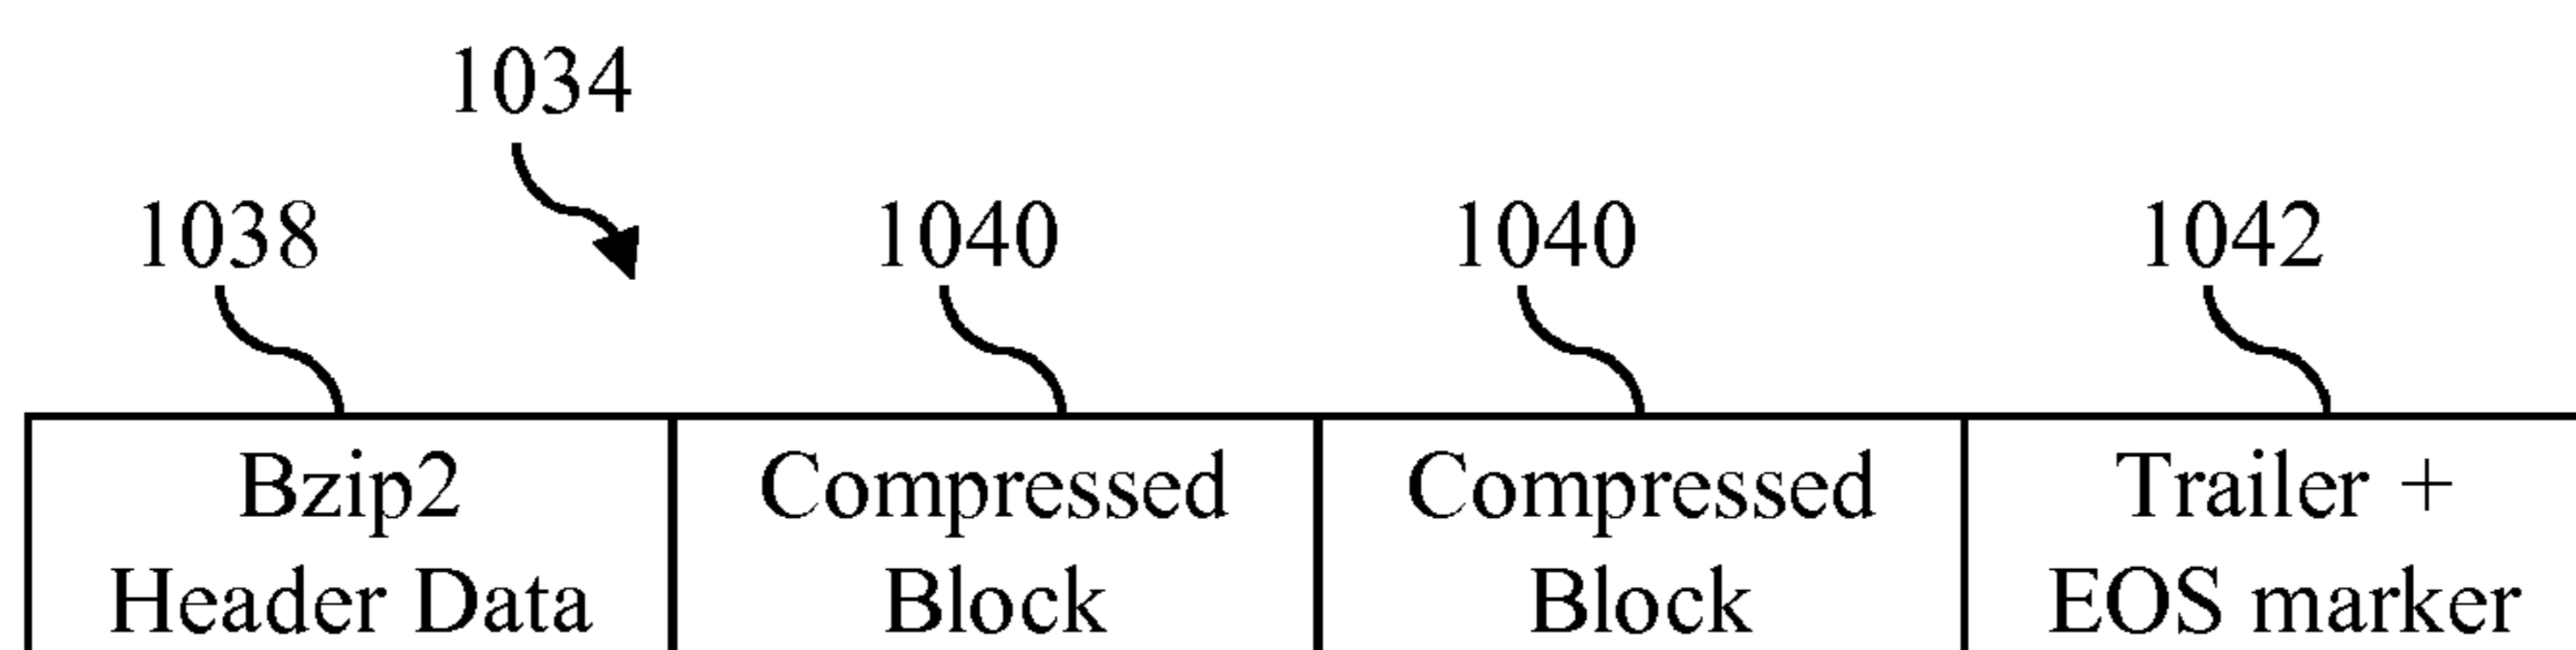 1034
1038 1040 1040 1042
Bzip2 Compressed Compressed Trailer +
Header Data Block Block EOS marker